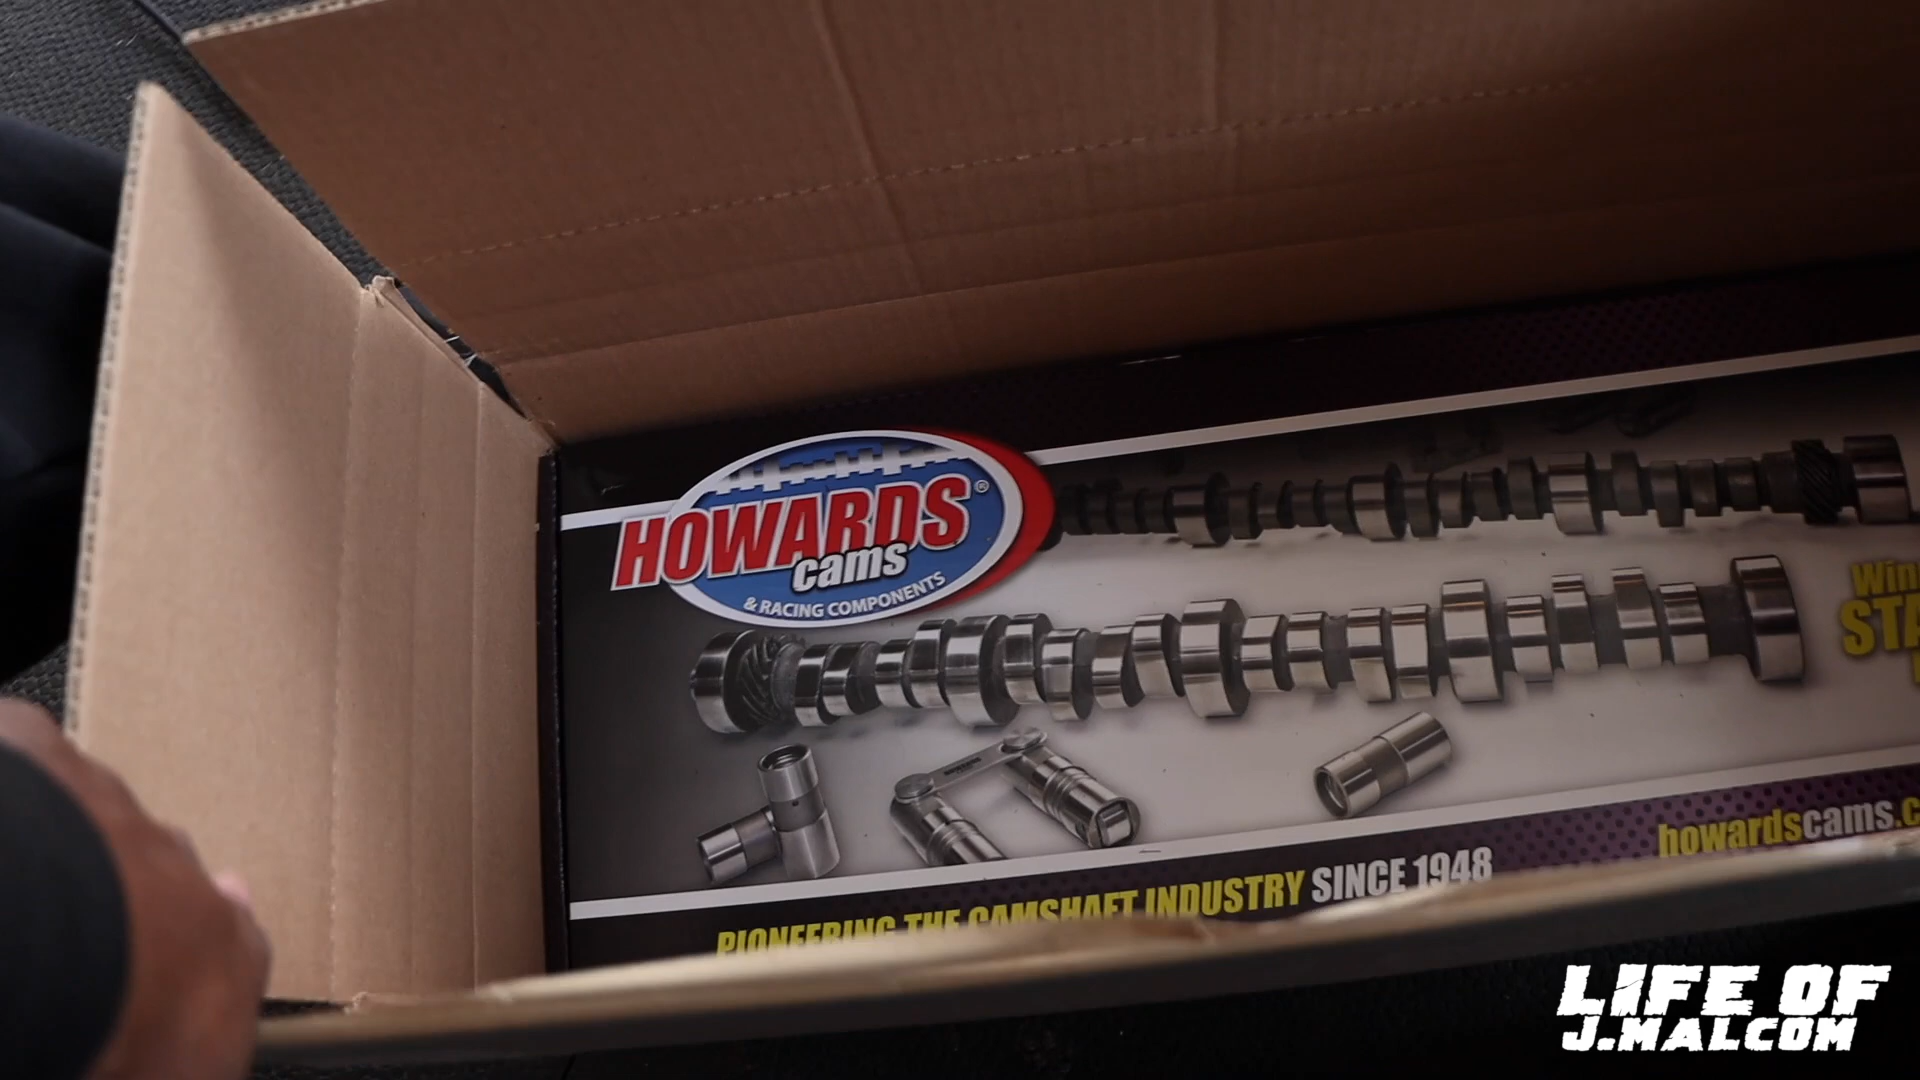 HOWARDS®
cams
& RACING COMPONENTS
PIONEERING THE CAMSHAFT INDUSTRY SINCE 1948
howardscams.c
LIFE OF
J.MALCOM